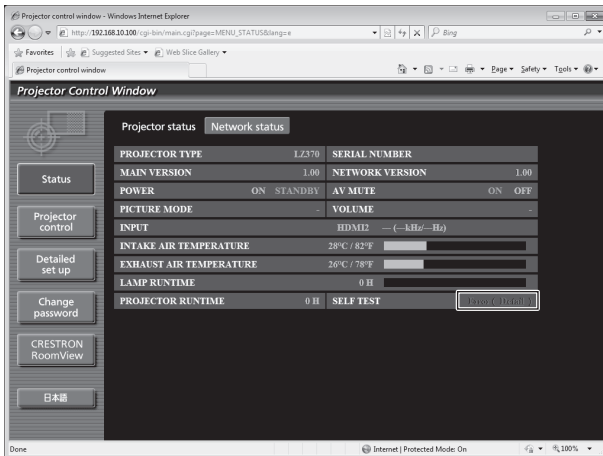 Projector control window - Windows Internet Explorer
http://192.168.10.100/cgi-bin/main.cgi?page=MENU_STATUS&lang=e
Bing
Favorites Suggested Sites Web Slice Gallery
Projector control window Page Safety Tools
Projector Control Window
Projector status Network status
PROJECTOR TYPE LZ370 SERIAL NUMBER
MAIN VERSION 1.00 NETWORK VERSION 1.00
POWER ON STANDBY AV MUTE ON OFF
PICTURE MODE - VOLUME -
INPUT HDMI2 — (—kHz/—Hz)
INTAKE AIR TEMPERATURE 28°C / 82°F
EXHAUST AIR TEMPERATURE 26°C / 78°F
LAMP RUNTIME 0 H
PROJECTOR RUNTIME 0 H SELF TEST
Status
Projector
control
Detailed
set up
Change
password
CRESTRON
RoomView
日本語
Done Internet | Protected Mode: On 100%